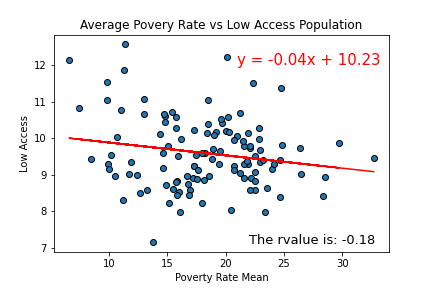 Average Povery Rate vs Low Access Population
y = -0.04x + 10.23
The rvalue is: -0.18
Low Access
12
11
10
9
8
7
10
15
20
25
30
Poverty Rate Mean